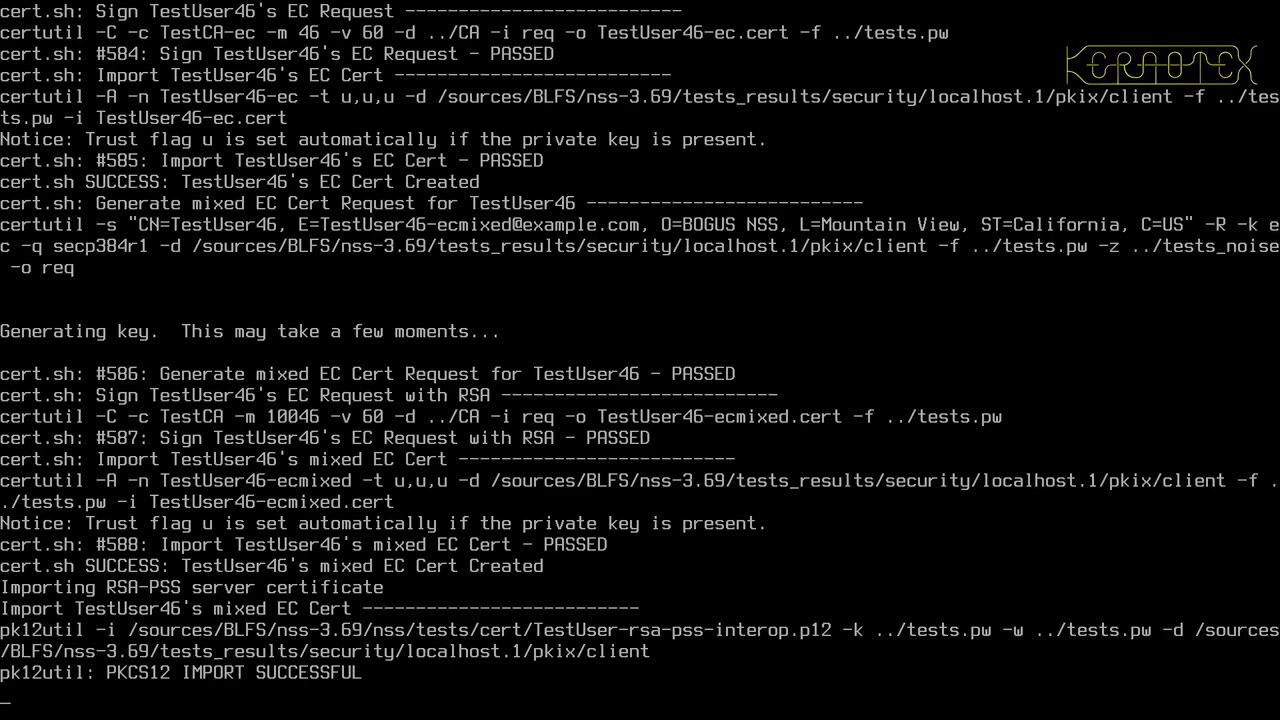 cert.sh: Sign TestUser46's EC Request --------------------------
certutil -C -c TestCA-ec -m 46 -v 60 -d ../CA -i req -o TestUser46-ec.cert -f ../tests.pw
cert.sh: #584: Sign TestUser46's EC Request - PASSED
cert.sh: Import TestUser46's EC Cert --------------------------
certutil -A -n TestUser46-ec -t u,u,u -d /sources/BLFS/nss-3.69/tests_results/security/localhost.1/pkix/client -f ../tes
ts.pw -i TestUser46-ec.cert
Notice: Trust flag u is set automatically if the private key is present.
cert.sh: #585: Import TestUser46's EC Cert - PASSED
cert.sh SUCCESS: TestUser46's EC Cert Created
cert.sh: Generate mixed EC Cert Request for TestUser46 --------------------------
certutil -s "CN=TestUser46, E=TestUser46-ecmixed@example.com, O=BOGUS NSS, L=Mountain View, ST=California, C=US" -R -k e
c -q secp384r1 -d /sources/BLFS/nss-3.69/tests_results/security/localhost.1/pkix/client -f ../tests.pw -z ../tests_noise
 -o req
Generating key.  This may take a few moments...
cert.sh: #586: Generate mixed EC Cert Request for TestUser46 - PASSED
cert.sh: Sign TestUser46's EC Request with RSA --------------------------
certutil -C -c TestCA -m 10046 -v 60 -d ../CA -i req -o TestUser46-ecmixed.cert -f ../tests.pw
cert.sh: #587: Sign TestUser46's EC Request with RSA - PASSED
cert.sh: Import TestUser46's mixed EC Cert --------------------------
certutil -A -n TestUser46-ecmixed -t u,u,u -d /sources/BLFS/nss-3.69/tests_results/security/localhost.1/pkix/client -f .
./tests.pw -i TestUser46-ecmixed.cert
Notice: Trust flag u is set automatically if the private key is present.
cert.sh: #588: Import TestUser46's mixed EC Cert - PASSED
cert.sh SUCCESS: TestUser46's mixed EC Cert Created
Importing RSA-PSS server certificate
Import TestUser46's mixed EC Cert --------------------------
pk12util -i /sources/BLFS/nss-3.69/nss/tests/cert/TestUser-rsa-pss-interop.p12 -k ../tests.pw -w ../tests.pw -d /sources
/BLFS/nss-3.69/tests_results/security/localhost.1/pkix/client
pk12util: PKCS12 IMPORT SUCCESSFUL
_